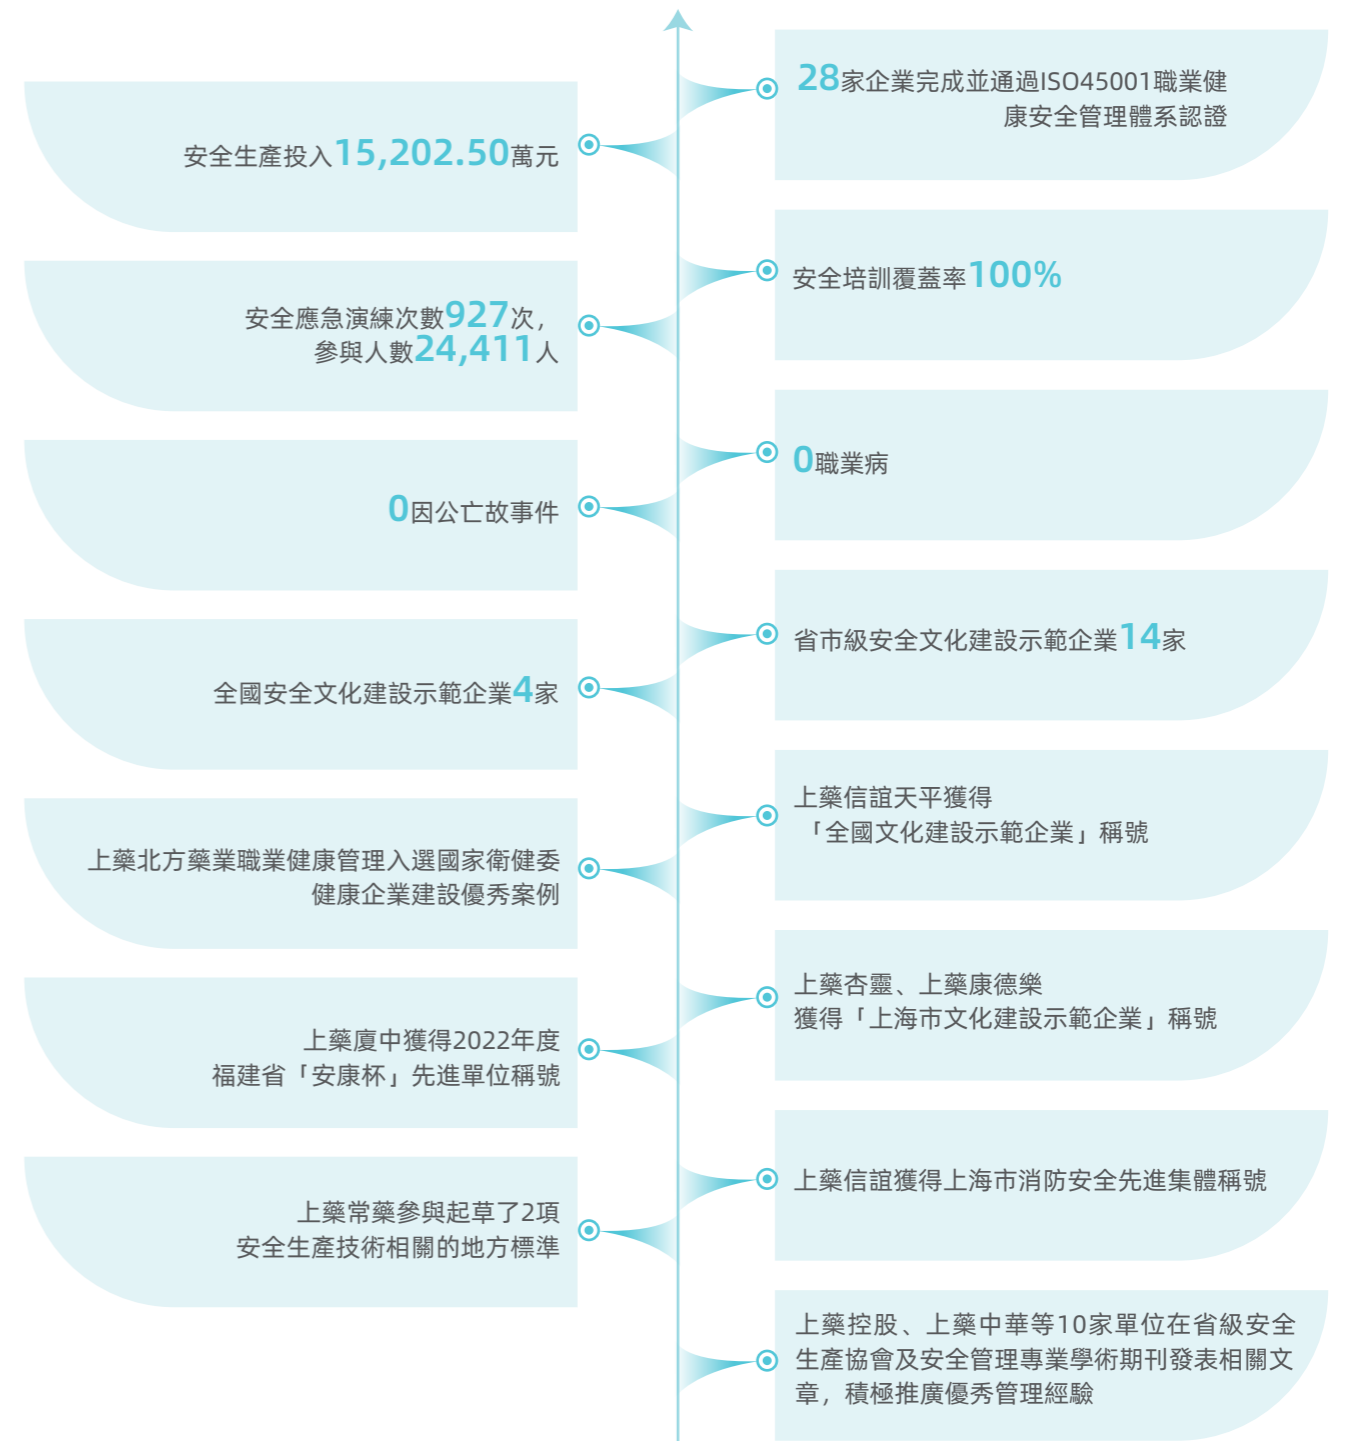 28家企業完成並通過ISO45001職業健
康安全管理體系認證
安全生產投入15,202.50萬元
安全培訓覆蓋率100%
安全應急演練次數927次，
參與人數24,411人
0職業病
0因公亡故事件
省市級安全文化建設示範企業14家
全國安全文化建設示範企業4家
上藥信誼天平獲得
「全國文化建設示範企業」稱號
上藥北方藥業職業健康管理入選國家衛健委
健康企業建設優秀案例
上藥杏靈、上藥康德樂
獲得「上海市文化建設示範企業」稱號
上藥廈中獲得2022年度
福建省「安康杯」先進單位稱號
上藥信誼獲得上海市消防安全先進集體稱號
上藥常藥參與起草了2項
安全生產技術相關的地方標準
上藥控股、上藥中華等10家單位在省級安全
生產協會及安全管理專業學術期刊發表相關文
章，積極推廣優秀管理經驗